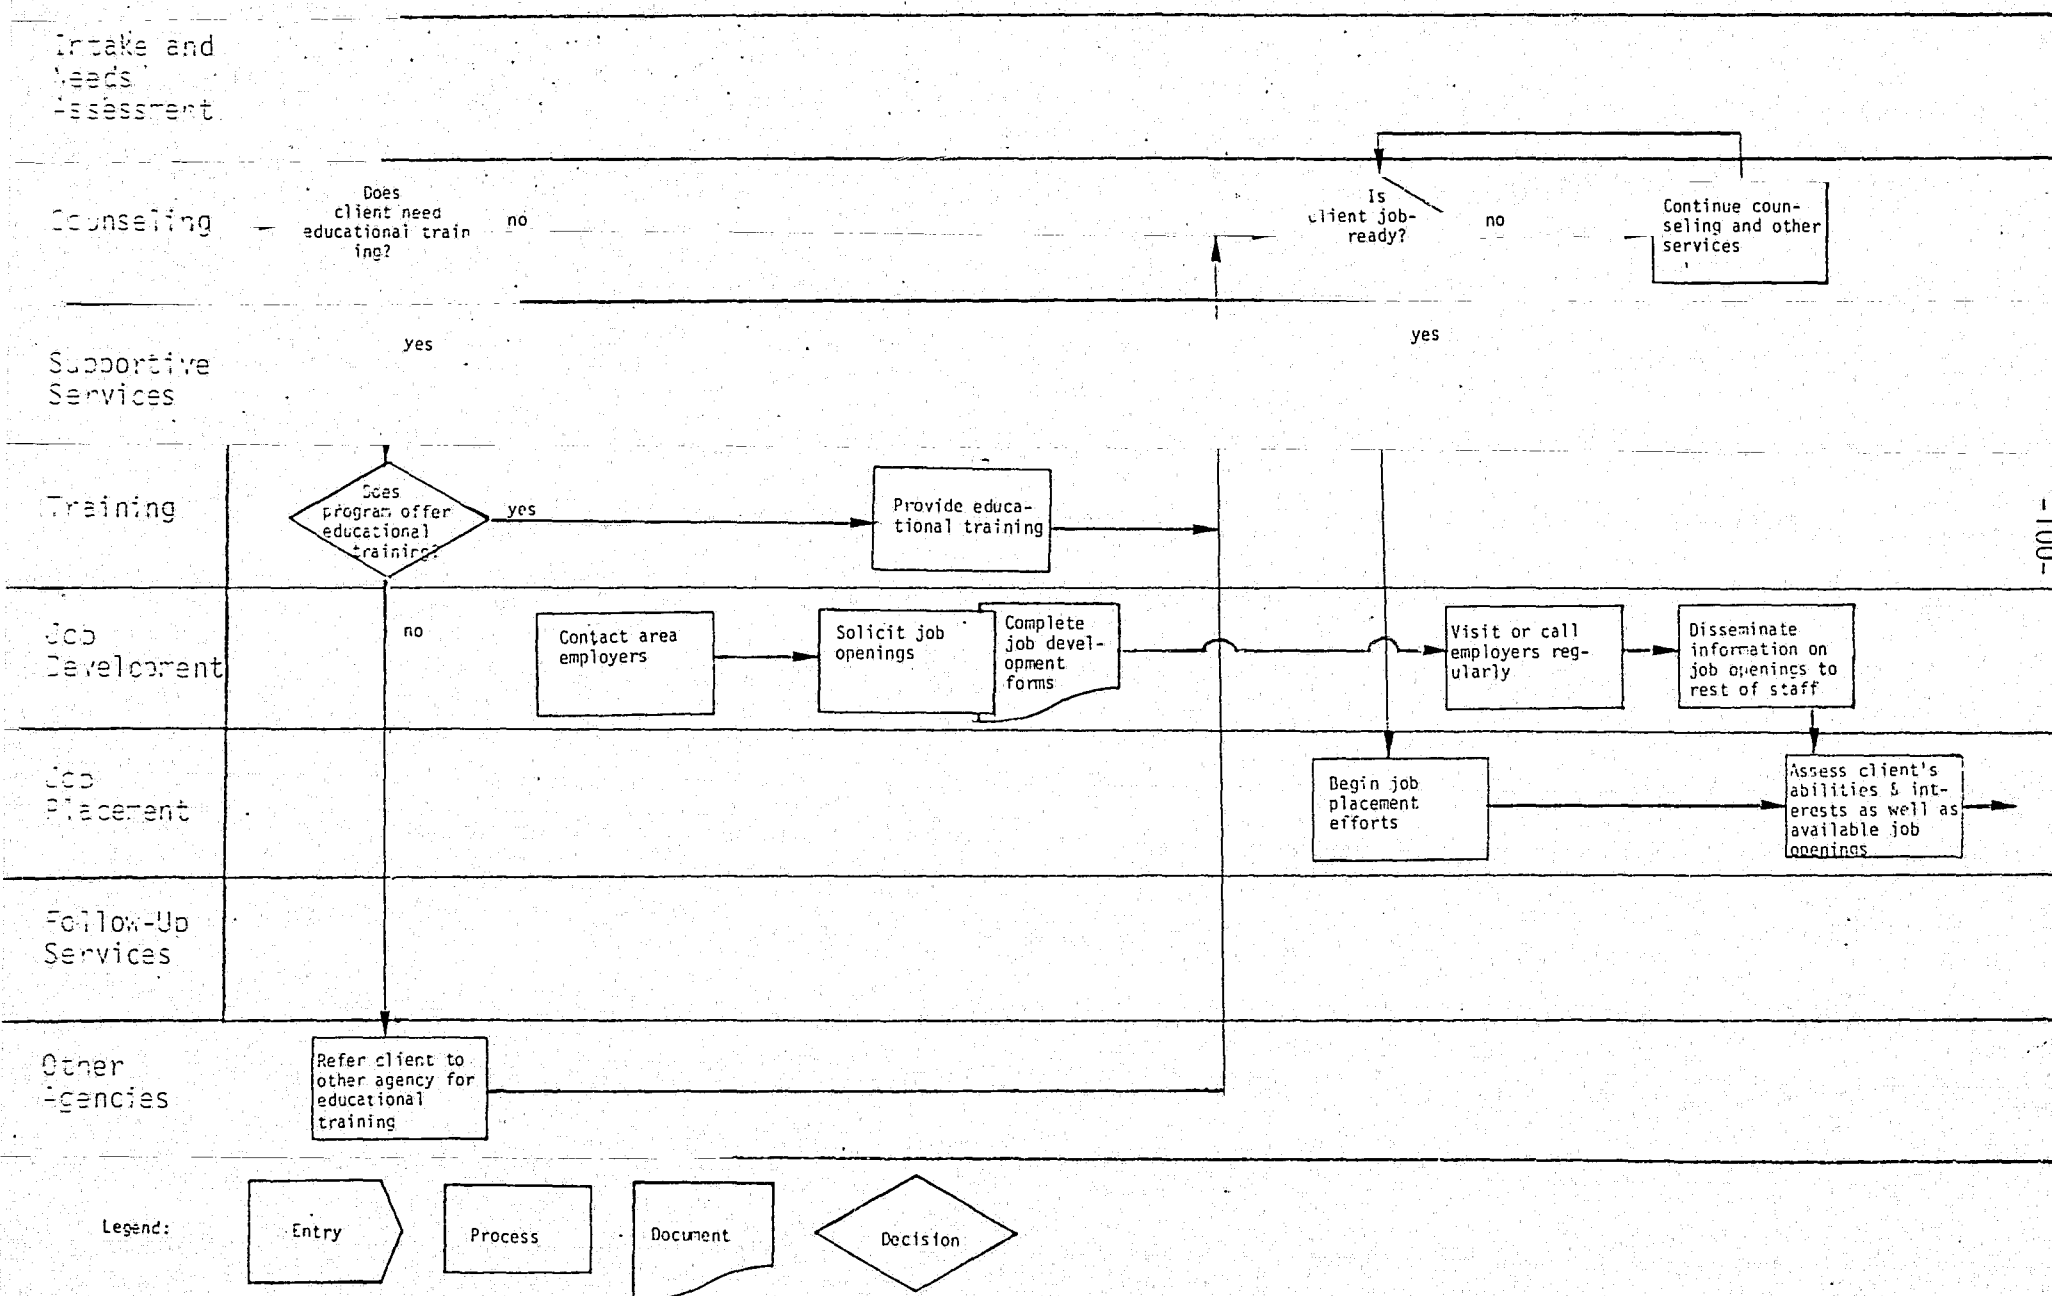 Intake and
Needs
Assessment
Counseling
Does
client need
educational train
ing?
no
Is
client job-
ready?
no
Continue coun-
seling and other
services
yes
yes
Supportive
Services
Training
Does
program offer
educational
training?
yes
Provide educa-
tional training
-100-
Job
Development
no
Contact area
employers
Solicit job
openings
Complete
job devel-
opment
forms
Visit or call
employers reg-
ularly
Disseminate
information on
job openings to
rest of staff
Job
Placement
Begin job
placement
efforts
Assess client's
abilities & int-
erests as well as
available job
openings
Follow-Up
Services
Other
Agencies
Refer client to
other agency for
educational
training
Legend:
Entry
Process
Document
Decision